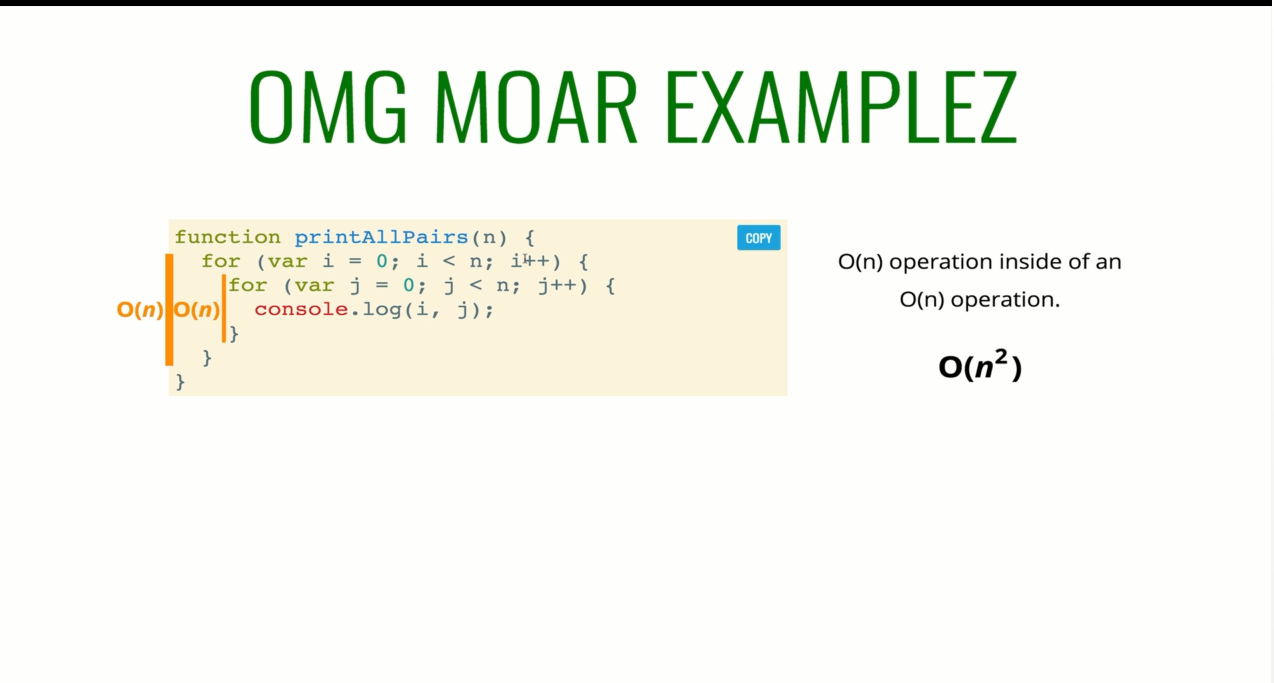 OMG MOAR EXAMPLEZ
function printAllPairs(n) {
COPY
for (var i = 0; i < n; i++) {
for (var j = 0; j < n; j++) {
O(n) O(n) console.log(i, j);
}
}
}
O(n) operation inside of an
O(n) operation.
O(n²)